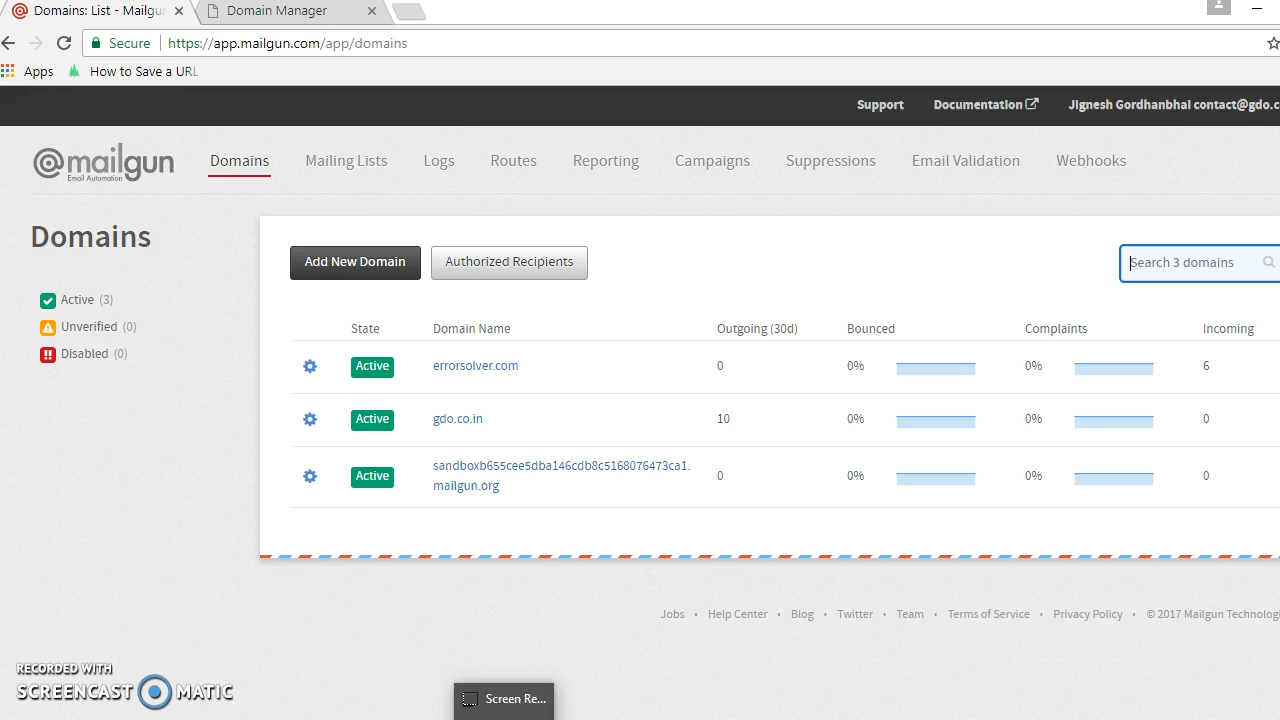 Domains: List - Mailgu
Domain Manager
Secure
https://app.mailgun.com/app/domains
Apps
How to Save a URL
Support
Documentation
Jignesh Gordhanbhai contact@gdo.c
@mailgun
Email Automation
Domains
Mailing Lists
Logs
Routes
Reporting
Campaigns
Suppressions
Email Validation
Webhooks
Domains
Active (3)
Unverified (0)
Disabled (0)
Add New Domain
Authorized Recipients
Search 3 domains
State
Domain Name
Outgoing (30d)
Bounced
Complaints
Incoming
Active
errorsolver.com
0
0%
0%
6
Active
gdo.co.in
10
0%
0%
0
Active
sandboxb655cee5dba146cdb8c5168076473ca1.
mailgun.org
0
0%
0%
0
Jobs • Help Center • Blog • Twitter • Team • Terms of Service • Privacy Policy • © 2017 Mailgun Technologi
RECORDED WITH
SCREENCAST MATIC
Screen Re...